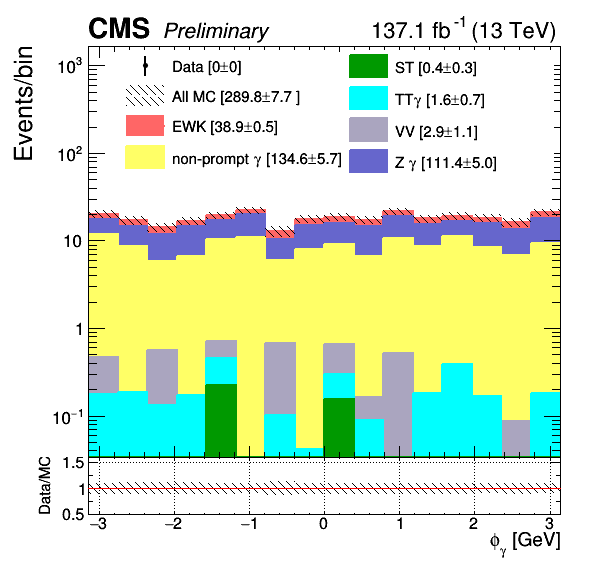 CMS Preliminary 137.1 fb⁻¹ (13 TeV)
Events/bin
10³
10²
10
1
10⁻¹
Data [0±0]
All MC [289.8±7.7 ]
EWK [38.9±0.5]
non-prompt γ [134.6±5.7]
ST [0.4±0.3]
TTγ [1.6±0.7]
VV [2.9±1.1]
Z γ [111.4±5.0]
Data/MC
1.5
1
0.5
−3 −2 −1 0 1 2 3
ϕγ [GeV]